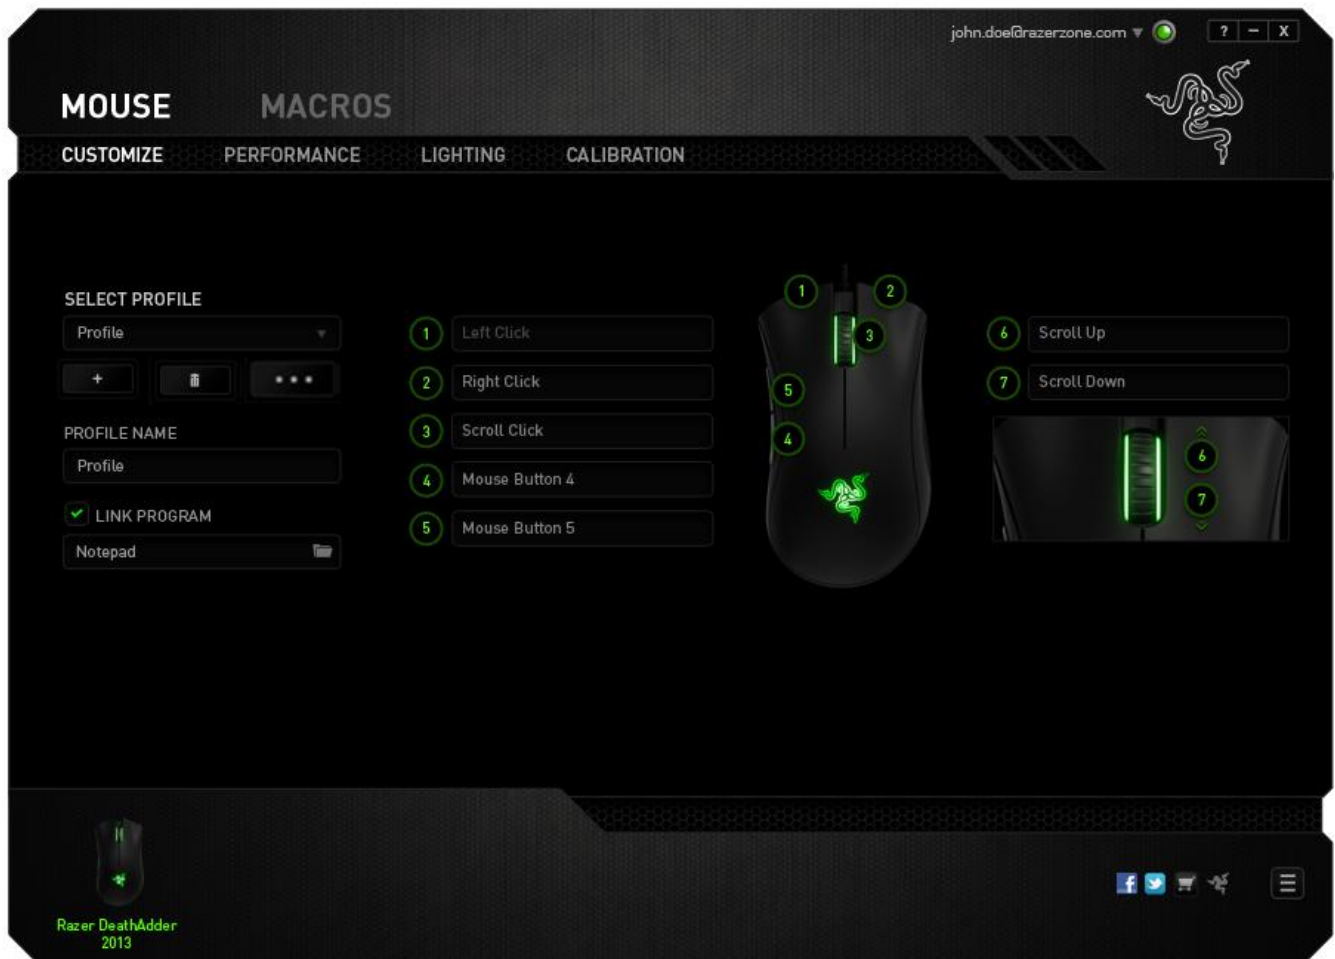 john.doe@razerzone.com
? — X
MOUSE MACROS
CUSTOMIZE PERFORMANCE LIGHTING CALIBRATION
SELECT PROFILE
Profile
+
PROFILE NAME
Profile
LINK PROGRAM
Notepad
1 Left Click
2 Right Click
3 Scroll Click
4 Mouse Button 4
5 Mouse Button 5
1 2
3
5
4
6 Scroll Up
7 Scroll Down
6
7
Razer DeathAdder
2013